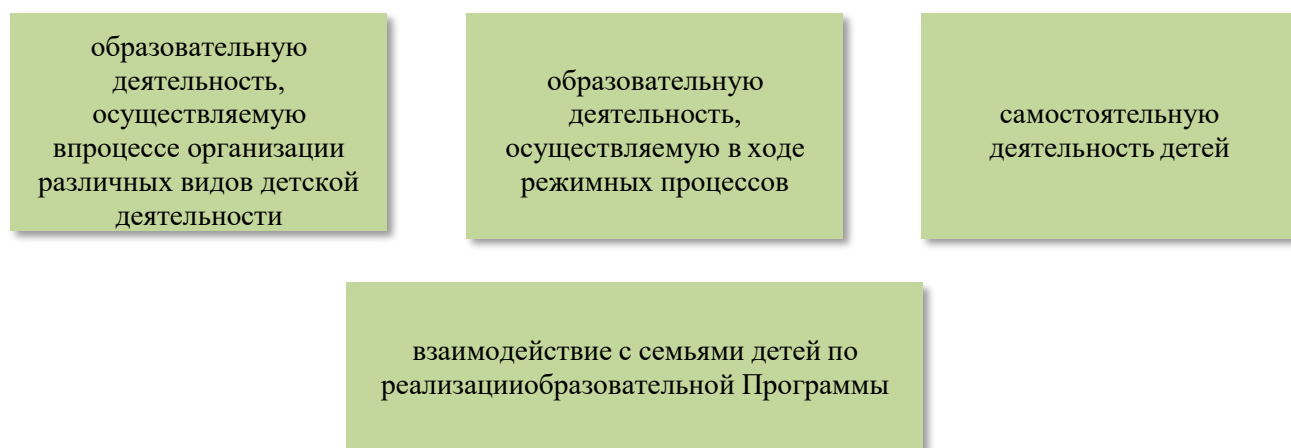 образовательную
деятельность,
осуществляемую
впроцессе организации
различных видов детской
деятельности
образовательную
деятельность,
осуществляемую в ходе
режимных процессов
самостоятельную
деятельность детей
взаимодействие с семьями детей по
реализацииобразовательной Программы